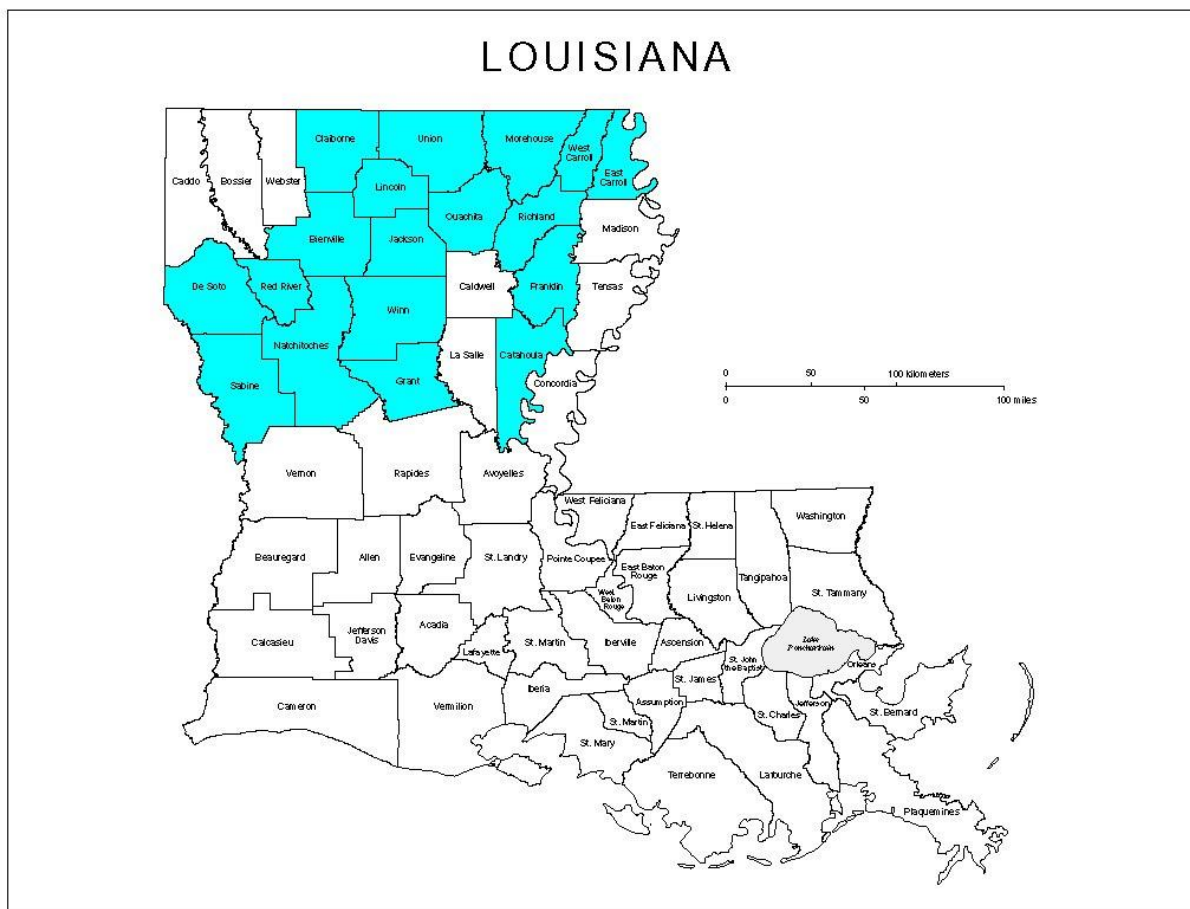 LOUISIANA
Claiborne
Union
Morehouse
West
Carroll
East
Carroll
Caddo
Bossier
Webster
Lincoln
Ouachita
Richland
Madison
Bienville
Jackson
De Soto
Red River
Caldwell
Franklin
Tensas
Winn
Natchitoches
La Salle
Catahoula
Sabine
Grant
Concordia
0 50 100 kilometers
0 50 100 miles
Vernon
Rapides
Avoyelles
West Feliciana
East Feliciana
St. Helena
Washington
Beauregard
Allen
Evangeline
St. Landry
Pointe Coupee
East Baton
Rouge
West
Baton
Rouge
Livingston
Tangipahoa
St. Tammany
Calcasieu
Jefferson
Davis
Acadia
Lafayette
St. Martin
Iberville
Ascension
St. John
the Baptist
Lake
Ponchartrain
Orleans
Cameron
Vermilion
Iberia
St. James
Assumption
St. Martin
St. Mary
St. Charles
Jefferson
St. Bernard
Terrebonne
Lafourche
Plaquemines